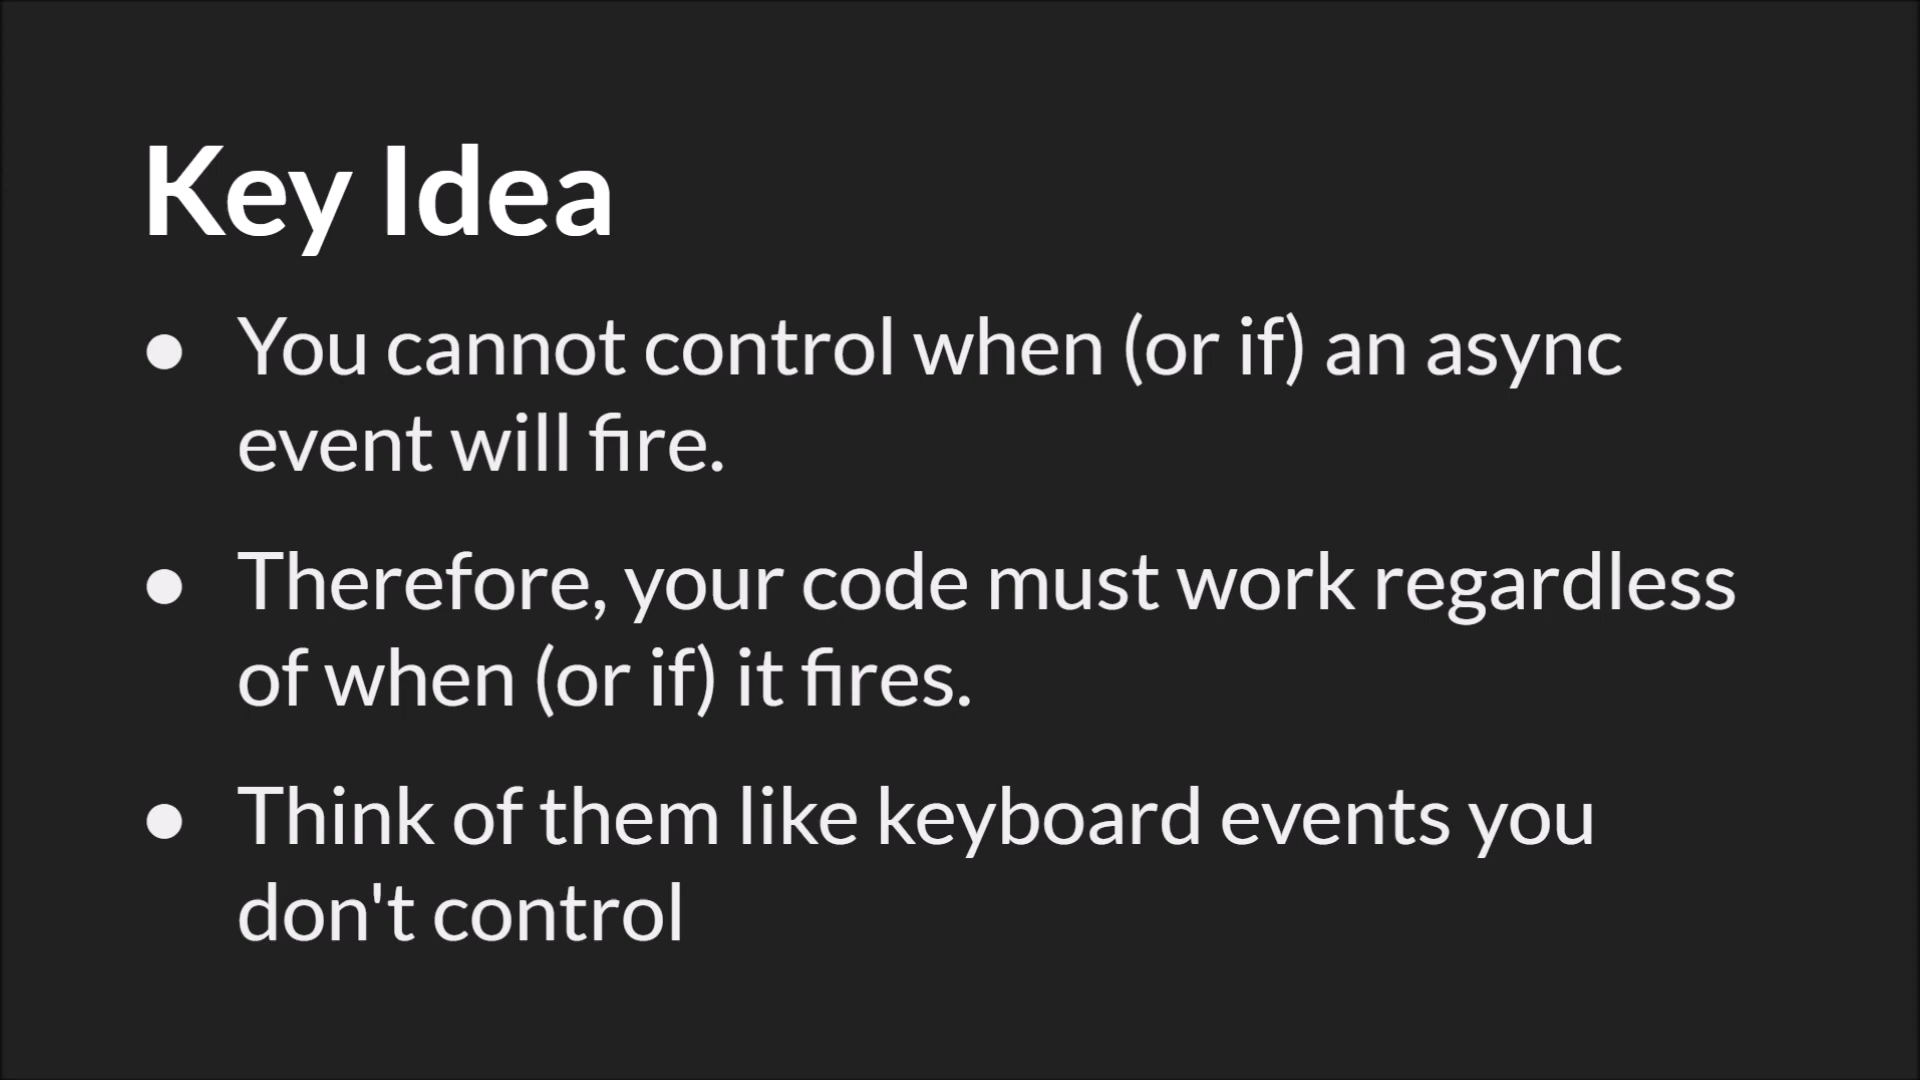 Key Idea
● You cannot control when (or if) an async
event will fire.
● Therefore, your code must work regardless
of when (or if) it fires.
● Think of them like keyboard events you
don't control